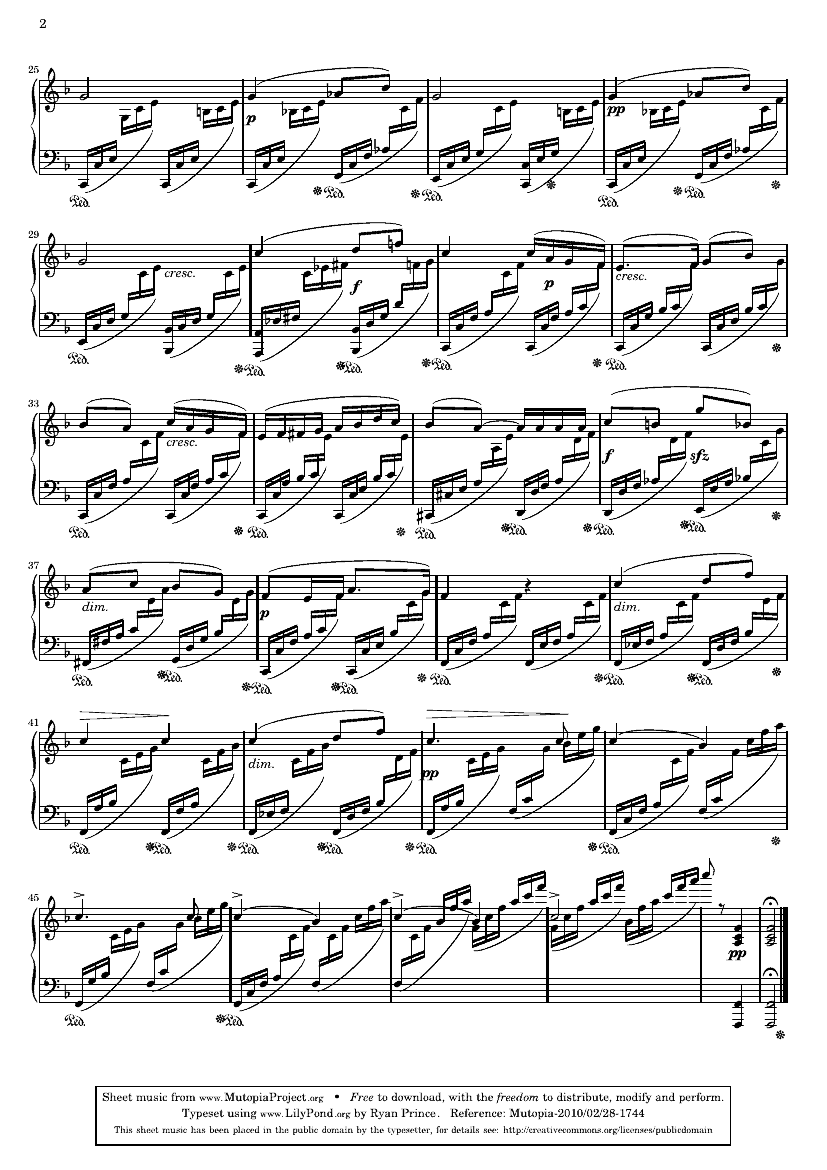 2
25
p
pp
29
cresc.
f
p
cresc.
33
cresc.
f
sfz
37
dim.
p
dim.
41
dim.
pp
45
pp
Sheet music from www.MutopiaProject.org • Free to download, with the freedom to distribute, modify and perform.
Typeset using www.LilyPond.org by Ryan Prince. Reference: Mutopia-2010/02/28-1744
This sheet music has been placed in the public domain by the typesetter, for details see: http://creativecommons.org/licenses/publicdomain